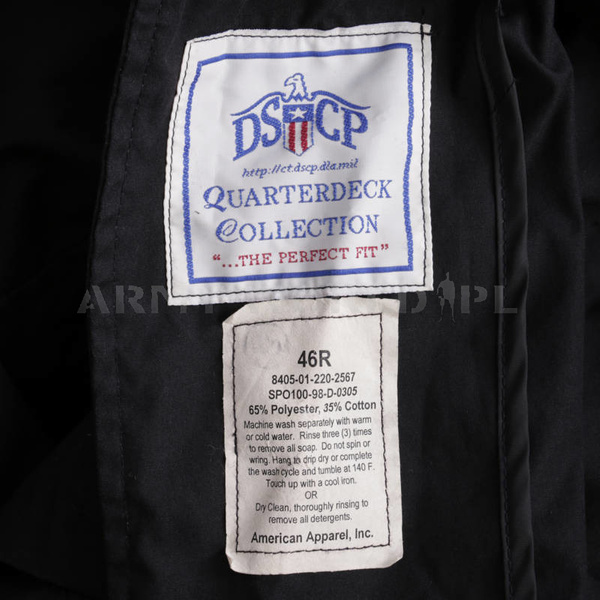 DSCP
http://ct.dscp.dla.mil
QUARTERDECK
COLLECTION
"...THE PERFECT FIT"
46R
8405-01-220-2567
SPO100-98-D-0305
65% Polyester, 35% Cotton
Machine wash separately with warm
or cold water. Rinse three (3) times
to remove all soap. Do not spin or
wring. Hang to drip dry or complete
the wash cycle and tumble at 140 F.
Touch up with a cool iron.
OR
Dry Clean, thoroughly rinsing to
remove all detergents.
American Apparel, Inc.